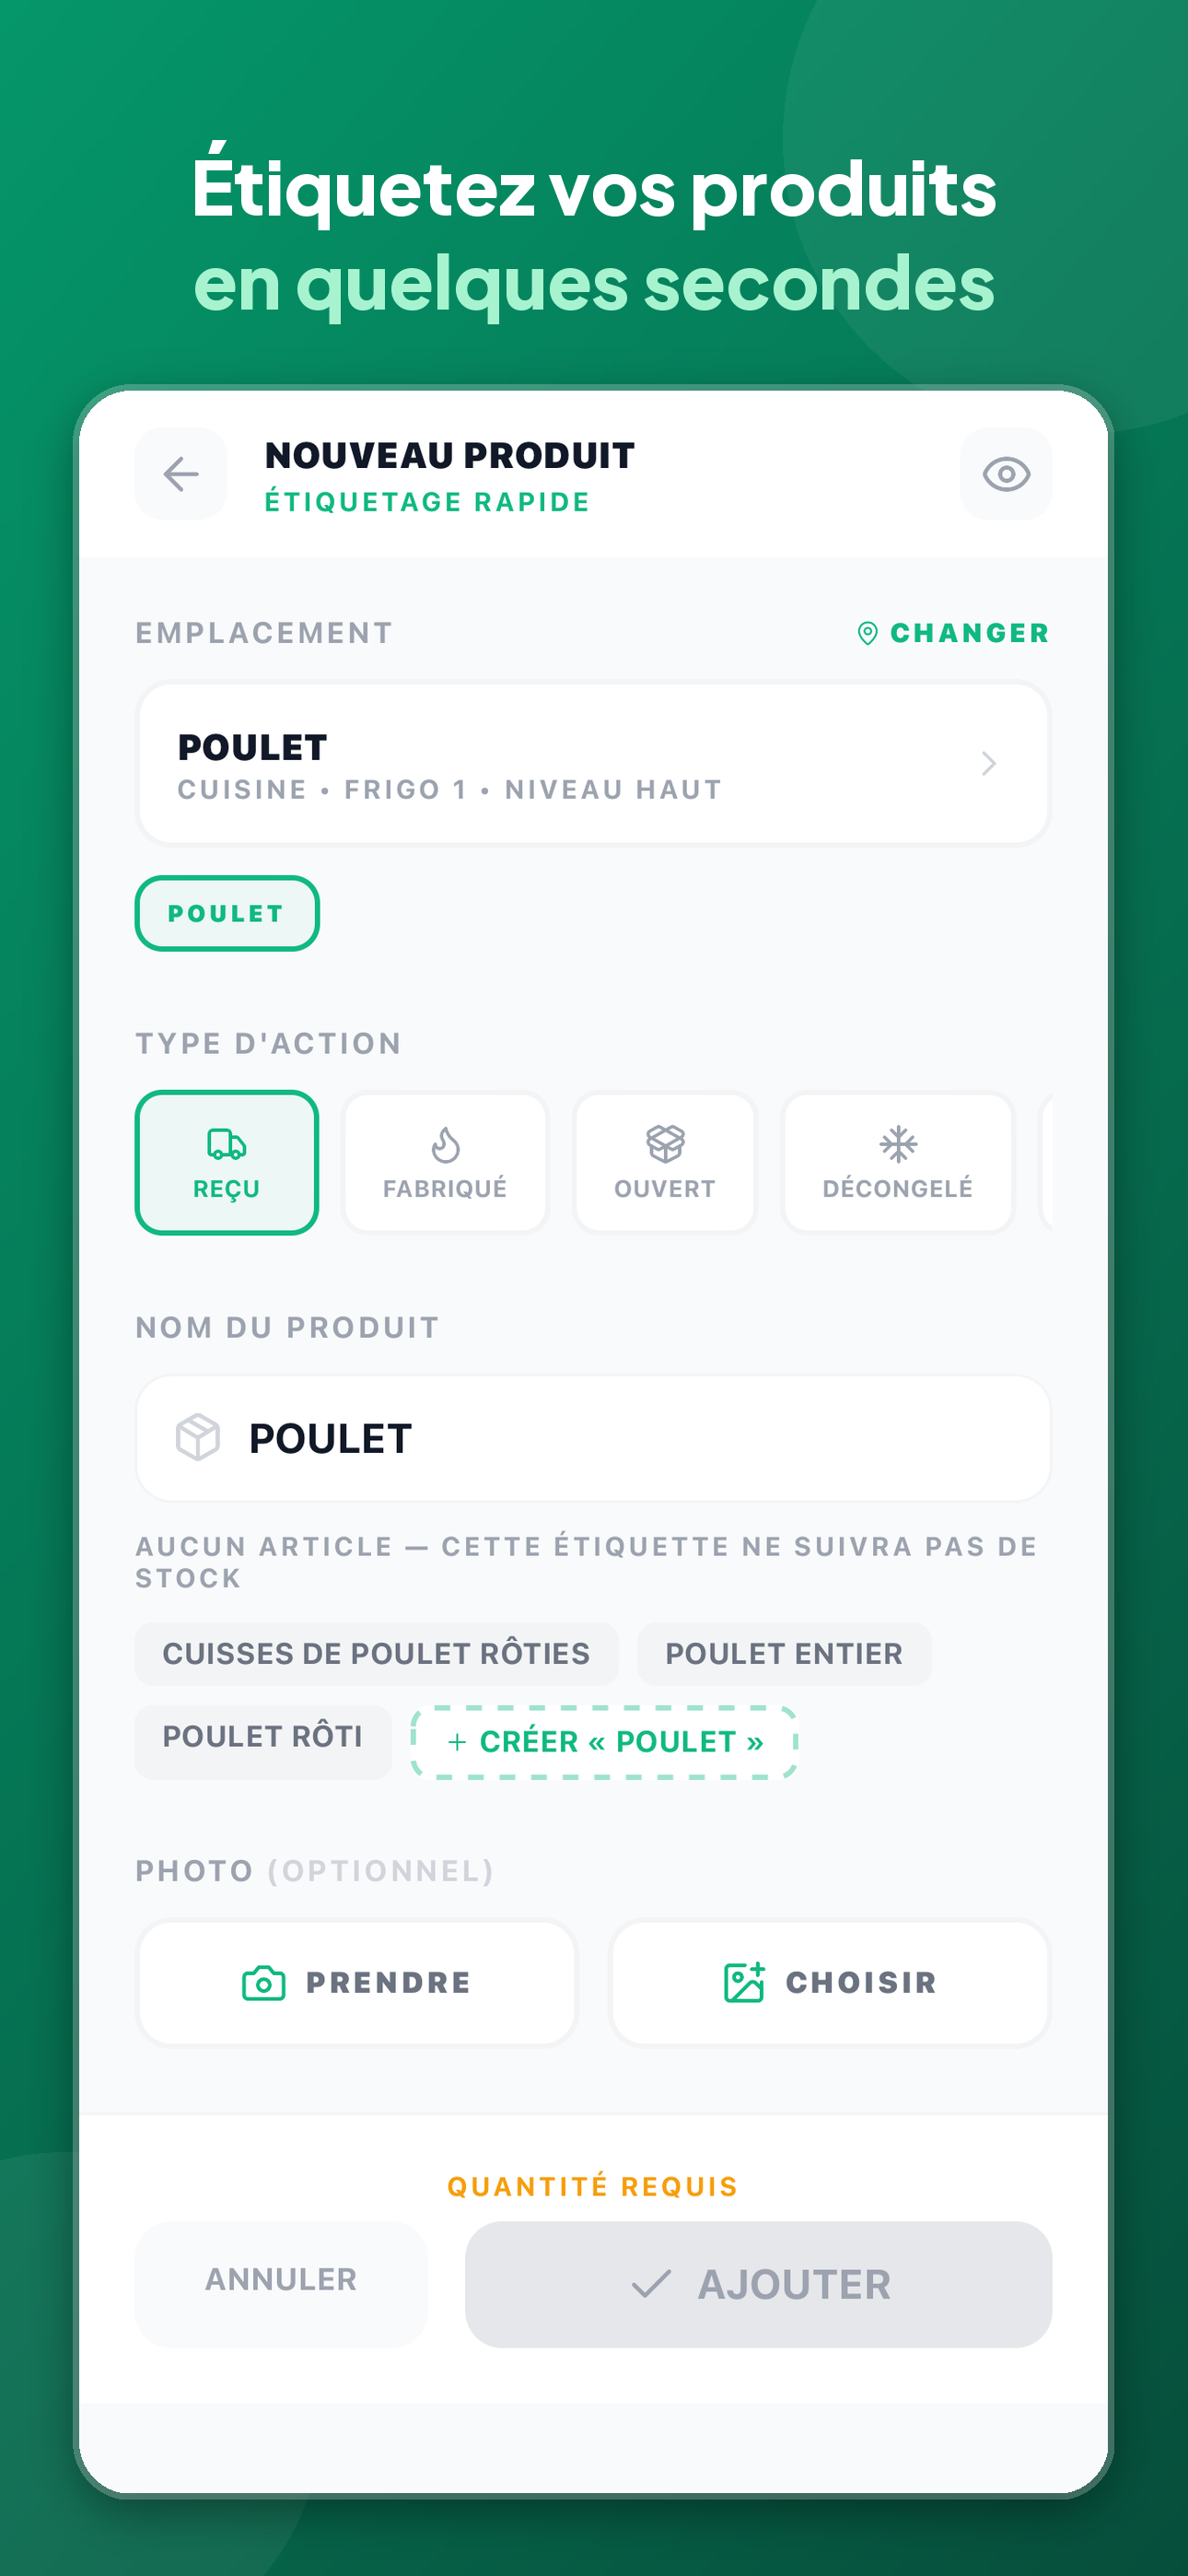 Étiquetez vos produits
en quelques secondes
NOUVEAU PRODUIT
ÉTIQUETAGE RAPIDE
EMPLACEMENT
CHANGER
POULET
CUISINE • FRIGO 1 • NIVEAU HAUT
POULET
TYPE D'ACTION
REÇU
FABRIQUÉ
OUVERT
DÉCONGELÉ
NOM DU PRODUIT
POULET
AUCUN ARTICLE — CETTE ÉTIQUETTE NE SUIVRA PAS DE
STOCK
CUISSES DE POULET RÔTIES
POULET ENTIER
POULET RÔTI
+ CRÉER « POULET »
PHOTO (OPTIONNEL)
PRENDRE
CHOISIR
QUANTITÉ REQUIS
ANNULER
AJOUTER